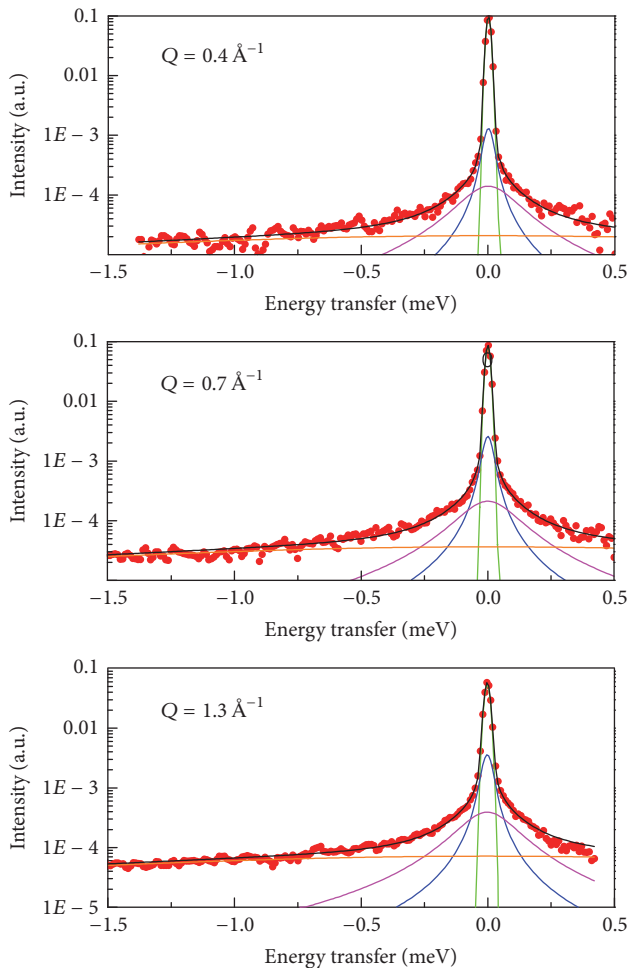 0.1
Q = 0.4 Å⁻¹
0.01
1E − 3
1E − 4
Intensity (a.u.)
−1.5 −1.0 −0.5 0.0 0.5
Energy transfer (meV)
0.1
Q = 0.7 Å⁻¹
0.01
1E − 3
1E − 4
Intensity (a.u.)
−1.5 −1.0 −0.5 0.0 0.5
Energy transfer (meV)
0.1
Q = 1.3 Å⁻¹
0.01
1E − 3
1E − 4
1E − 5
Intensity (a.u.)
−1.5 −1.0 −0.5 0.0 0.5
Energy transfer (meV)